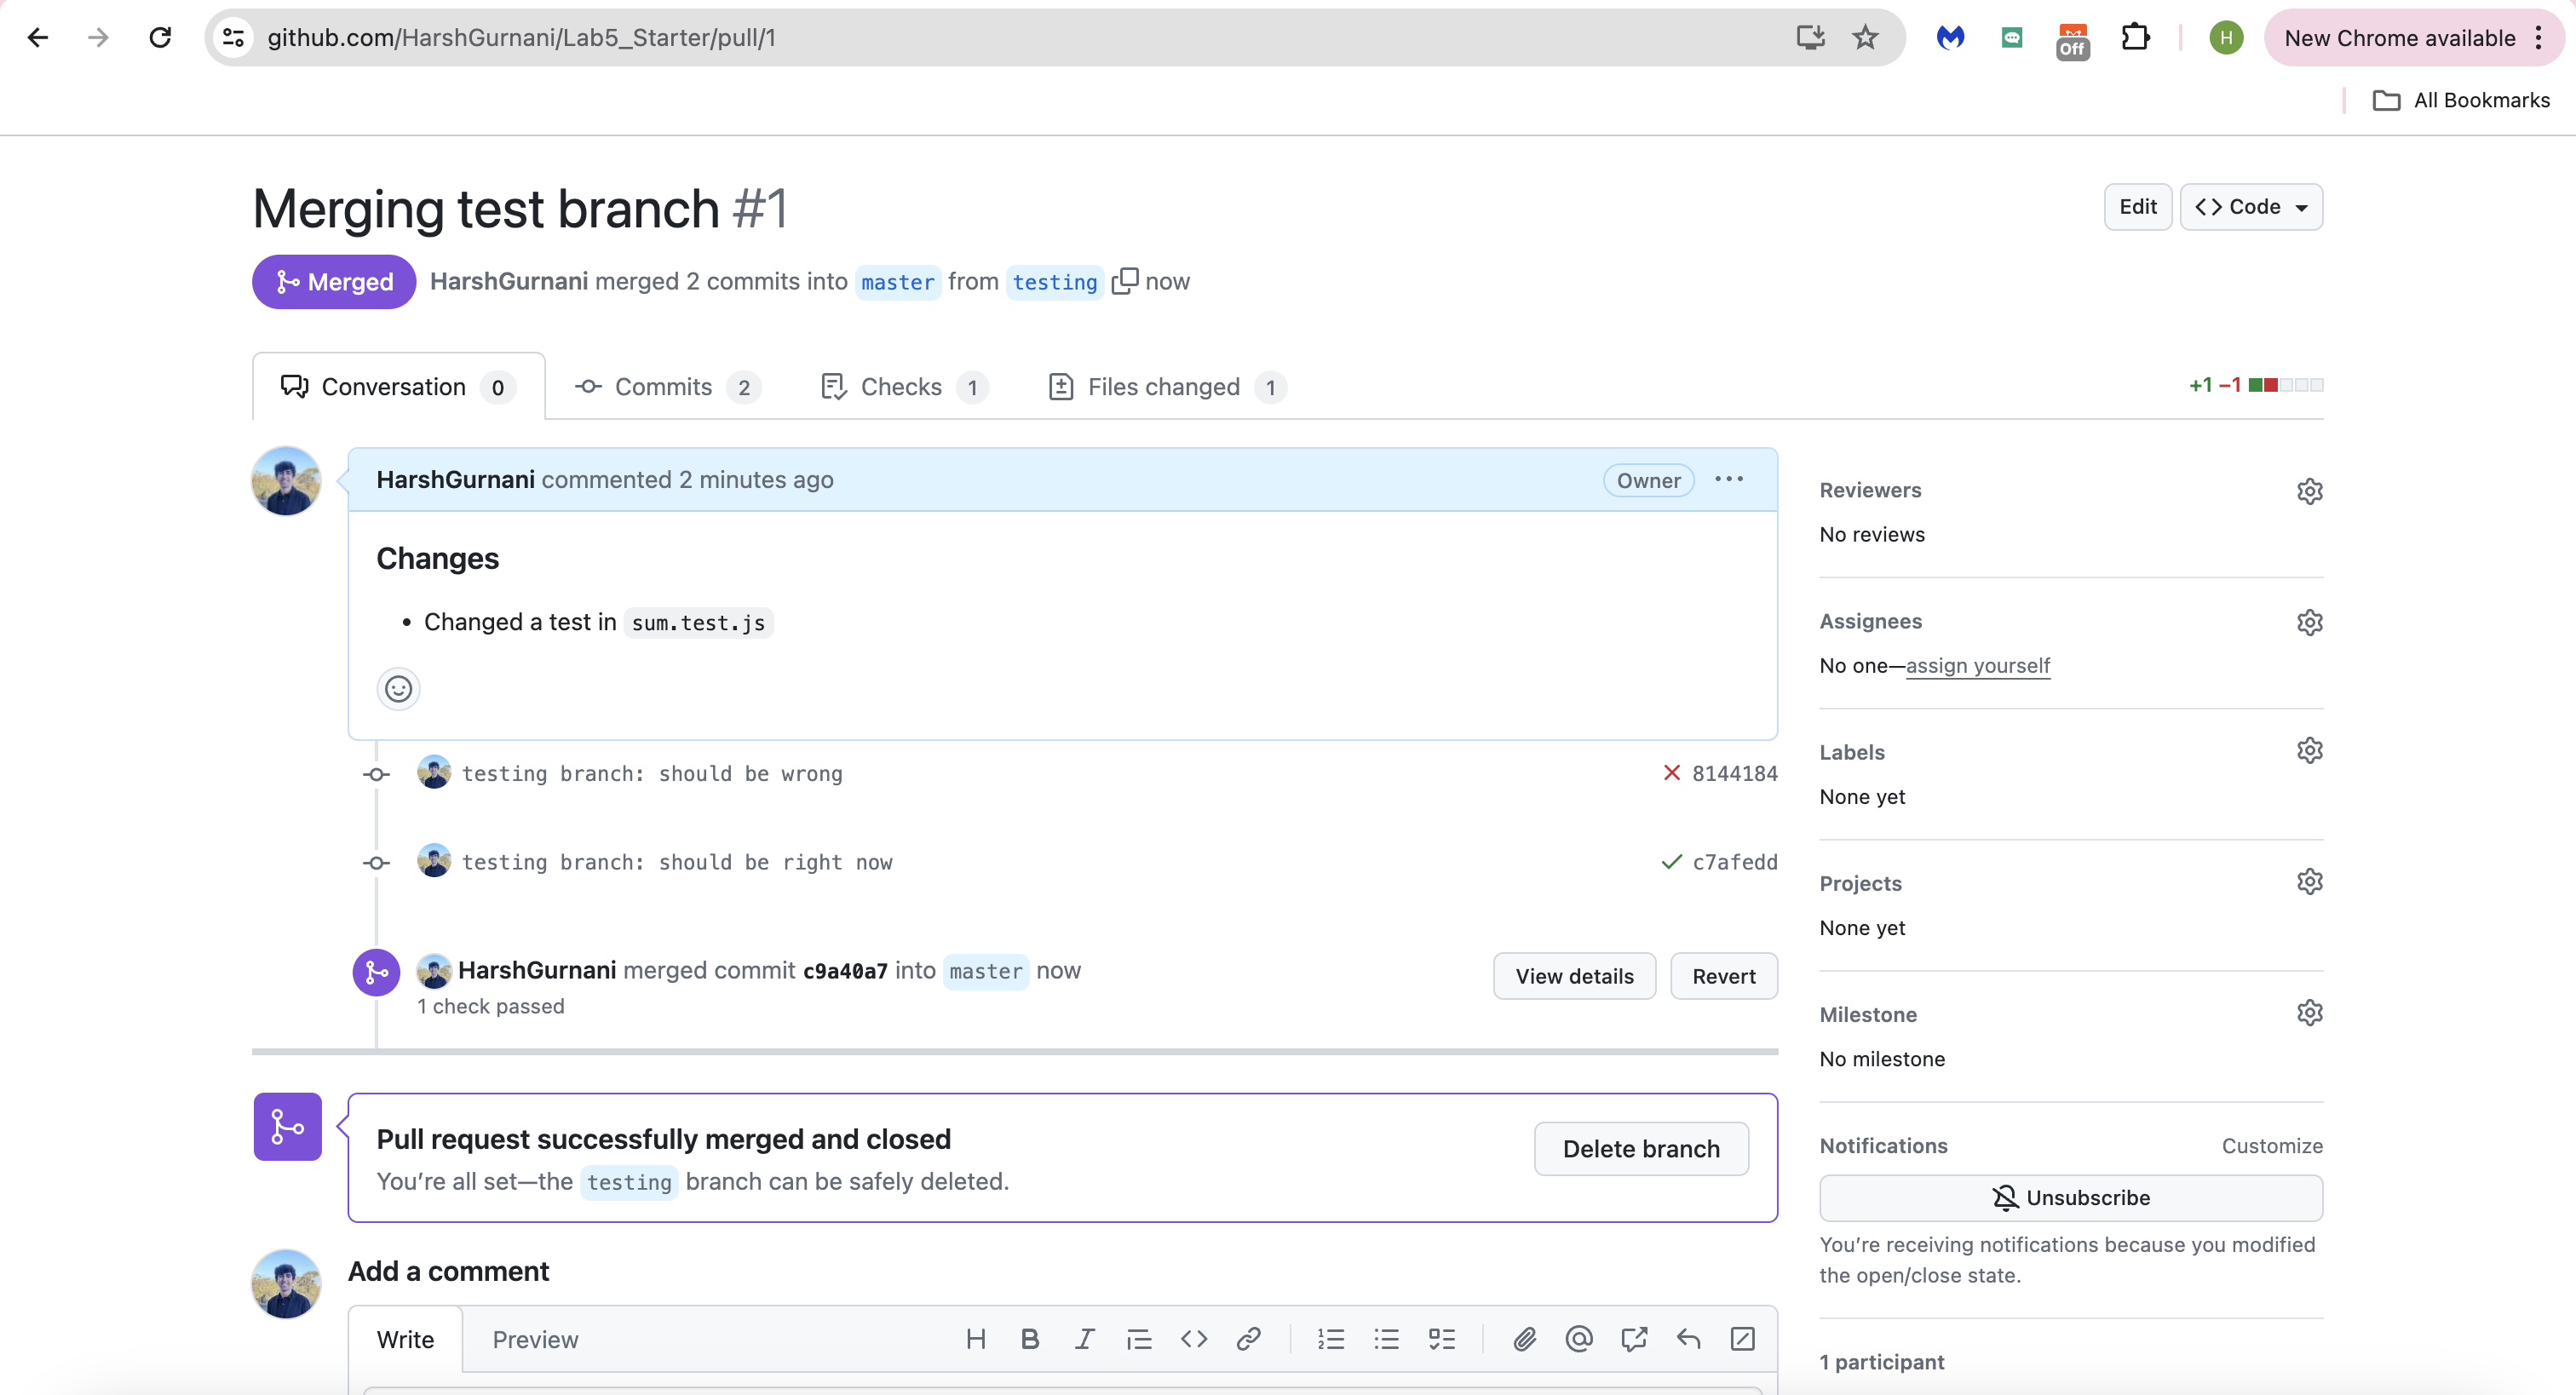 github.com/HarshGurnani/Lab5_Starter/pull/1
Off
H
New Chrome available
All Bookmarks
Merging test branch #1
Edit
Code
Merged
HarshGurnani merged 2 commits into master from testing now
Conversation 0
Commits 2
Checks 1
Files changed 1
+1 −1
HarshGurnani commented 2 minutes ago
Owner
Changes
• Changed a test in sum.test.js
testing branch: should be wrong
8144184
testing branch: should be right now
c7afedd
HarshGurnani merged commit c9a40a7 into master now
1 check passed
View details
Revert
Pull request successfully merged and closed
You’re all set—the testing branch can be safely deleted.
Delete branch
Add a comment
Write
Preview
Reviewers
No reviews
Assignees
No one—assign yourself
Labels
None yet
Projects
None yet
Milestone
No milestone
Notifications
Customize
Unsubscribe
You’re receiving notifications because you modified
the open/close state.
1 participant